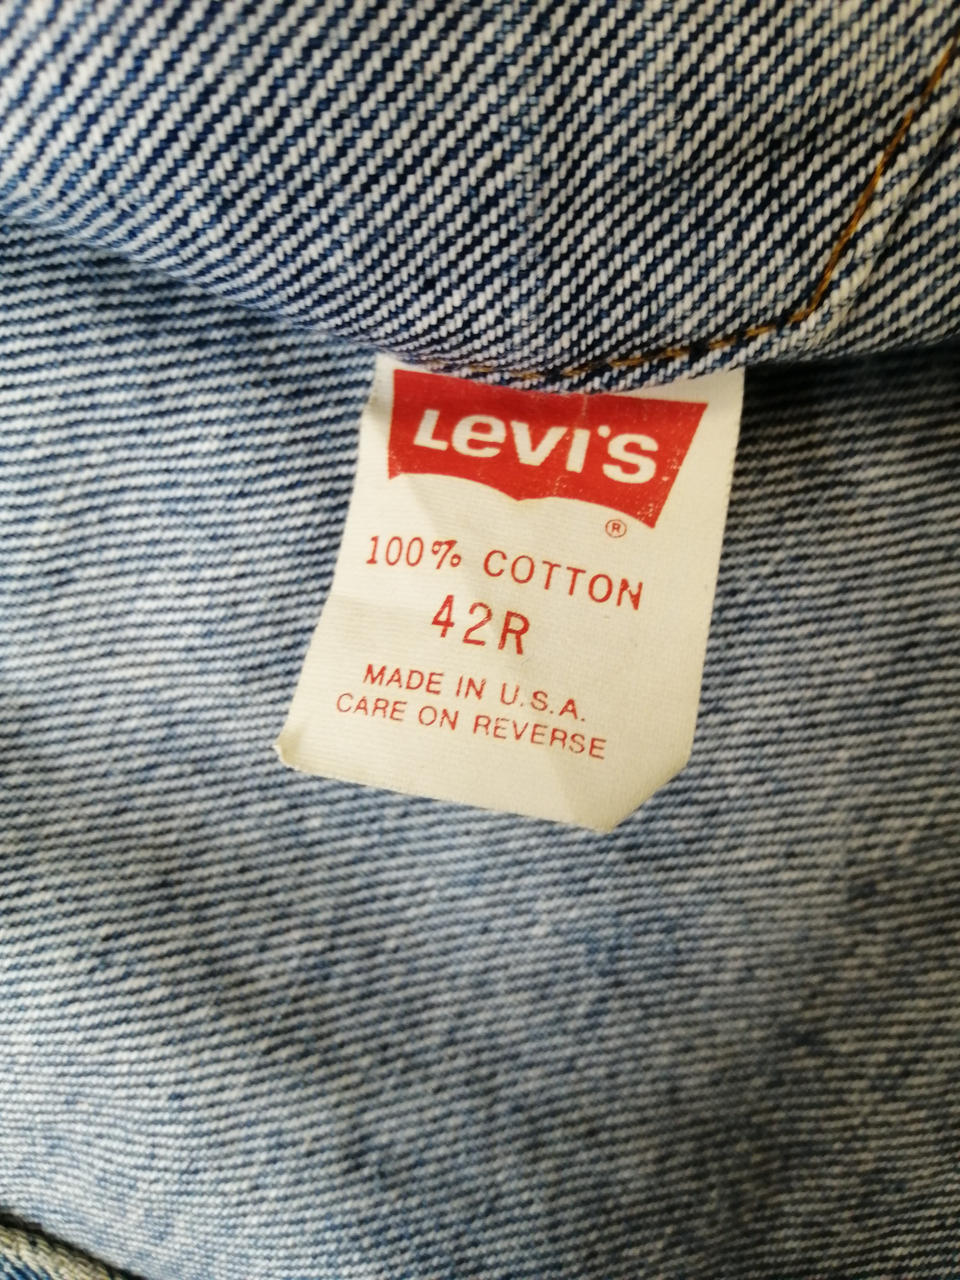 Levi's
®
100% COTTON
42R
MADE IN U.S.A.
CARE ON REVERSE